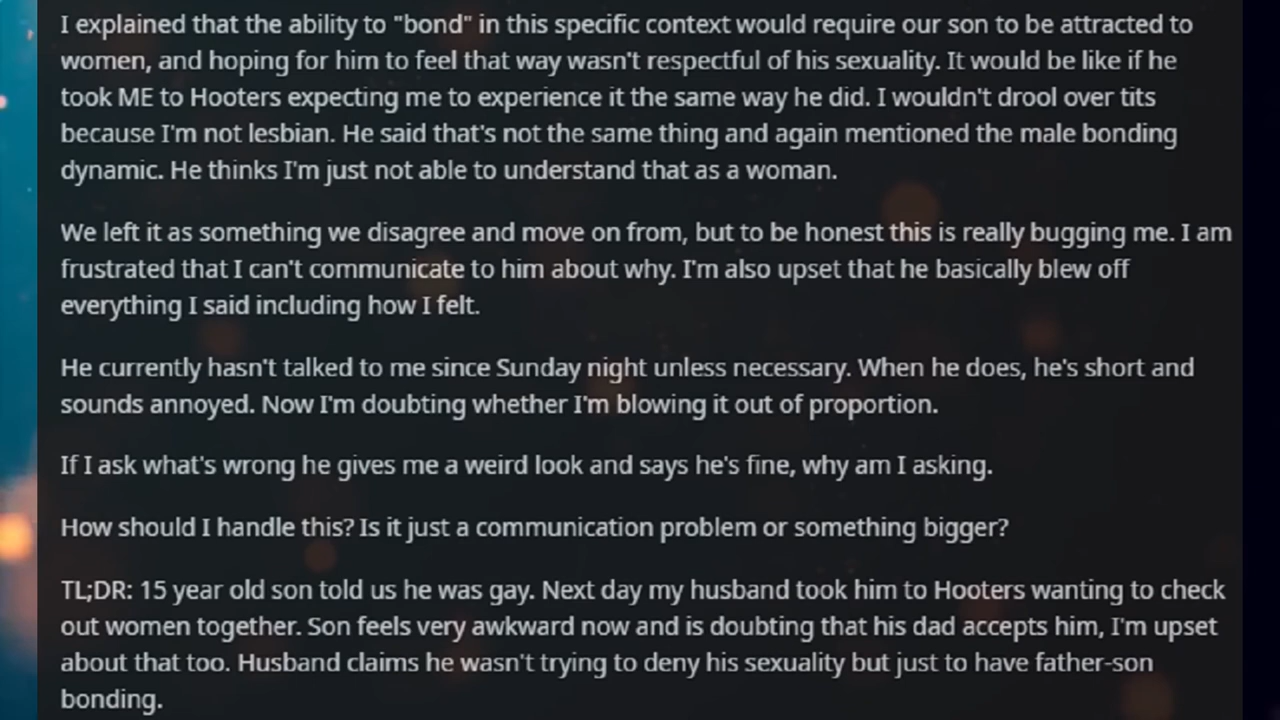 I explained that the ability to "bond" in this specific context would require our son to be attracted to
women, and hoping for him to feel that way wasn't respectful of his sexuality. It would be like if he
took ME to Hooters expecting me to experience it the same way he did. I wouldn't drool over tits
because I'm not lesbian. He said that's not the same thing and again mentioned the male bonding
dynamic. He thinks I'm just not able to understand that as a woman.
We left it as something we disagree and move on from, but to be honest this is really bugging me. I am
frustrated that I can't communicate to him about why. I'm also upset that he basically blew off
everything I said including how I felt.
He currently hasn't talked to me since Sunday night unless necessary. When he does, he's short and
sounds annoyed. Now I'm doubting whether I'm blowing it out of proportion.
If I ask what's wrong he gives me a weird look and says he's fine, why am I asking.
How should I handle this? Is it just a communication problem or something bigger?
TL;DR: 15 year old son told us he was gay. Next day my husband took him to Hooters wanting to check
out women together. Son feels very awkward now and is doubting that his dad accepts him, I'm upset
about that too. Husband claims he wasn't trying to deny his sexuality but just to have father-son
bonding.